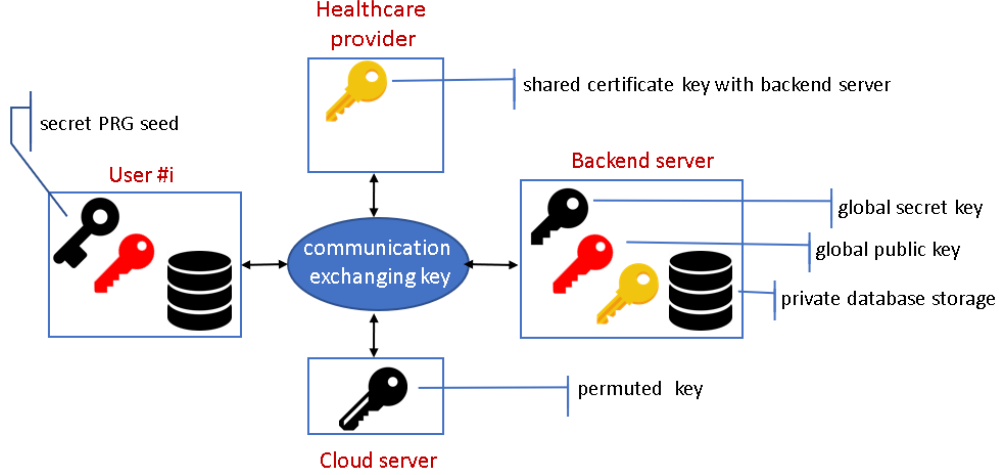 Healthcare
provider
shared certificate key with backend server
secret PRG seed
User #i
Backend server
global secret key
global public key
communication
exchanging key
private database storage
permuted key
Cloud server